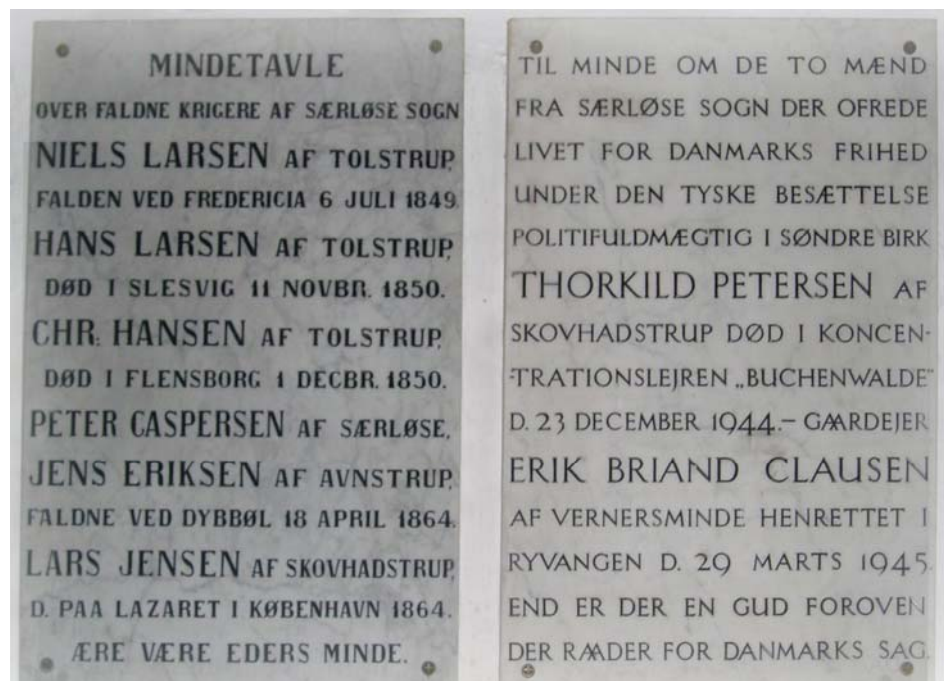 MINDETAVLE
OVER FALDNE KRIGERE AF SÆRLØSE SOGN
NIELS LARSEN AF TOLSTRUP,
FALDEN VED FREDERICIA 6 JULI 1849.
HANS LARSEN AF TOLSTRUP,
DØD I SLESVIG 11 NOVBR. 1850.
CHR. HANSEN AF TOLSTRUP,
DØD I FLENSBORG 1 DECBR. 1850.
PETER CASPERSEN AF SÆRLØSE,
JENS ERIKSEN AF AVNSTRUP,
FALDNE VED DYBBØL 18 APRIL 1864.
LARS JENSEN AF SKOVHADSTRUP,
D. PAA LAZARET I KØBENHAVN 1864.
ÆRE VÆRE EDERS MINDE.
TIL MINDE OM DE TO MÆND
FRA SÆRLØSE SOGN DER OFREDE
LIVET FOR DANMARKS FRIHED
UNDER DEN TYSKE BESÆTTELSE
POLITIFULDMÆGTIG I SØNDRE BIRK
THORKILD PETERSEN AF
SKOVHADSTRUP DØD I KONCEN-
-TRATIONSLEJREN „BUCHENWALDE”
D. 23 DECEMBER 1944.– GAARDEJER
ERIK BRIAND CLAUSEN
AF VERNERSMINDE HENRETTET I
RYVANGEN D. 29 MARTS 1945.
END ER DER EN GUD FOROVEN
DER RAADER FOR DANMARKS SAG.